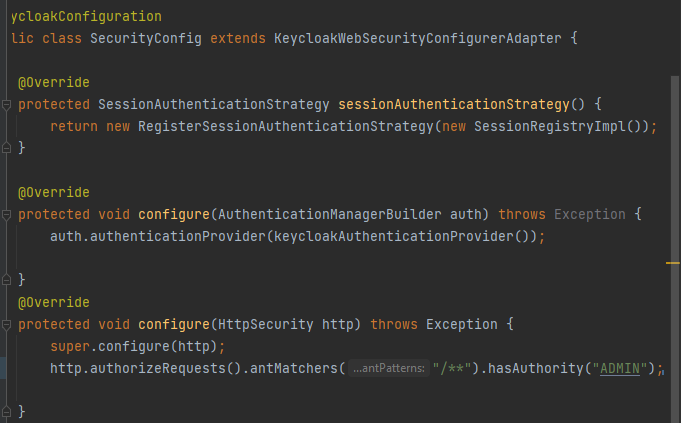 ycloakConfiguration
lic class SecurityConfig extends KeycloakWebSecurityConfigurerAdapter {
@Override
protected SessionAuthenticationStrategy sessionAuthenticationStrategy() {
return new RegisterSessionAuthenticationStrategy(new SessionRegistryImpl());
}
@Override
protected void configure(AuthenticationManagerBuilder auth) throws Exception {
auth.authenticationProvider(keycloakAuthenticationProvider());
}
@Override
protected void configure(HttpSecurity http) throws Exception {
super.configure(http);
http.authorizeRequests().antMatchers( ...antPatterns: "/**").hasAuthority("ADMIN");
}